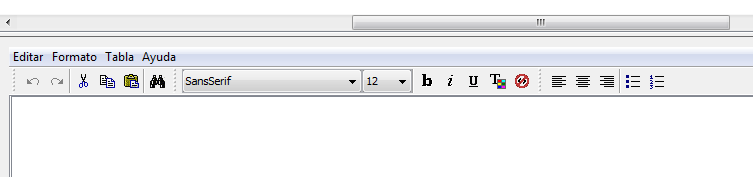 Editar Formato Tabla Ayuda
SansSerif 12 b i U T